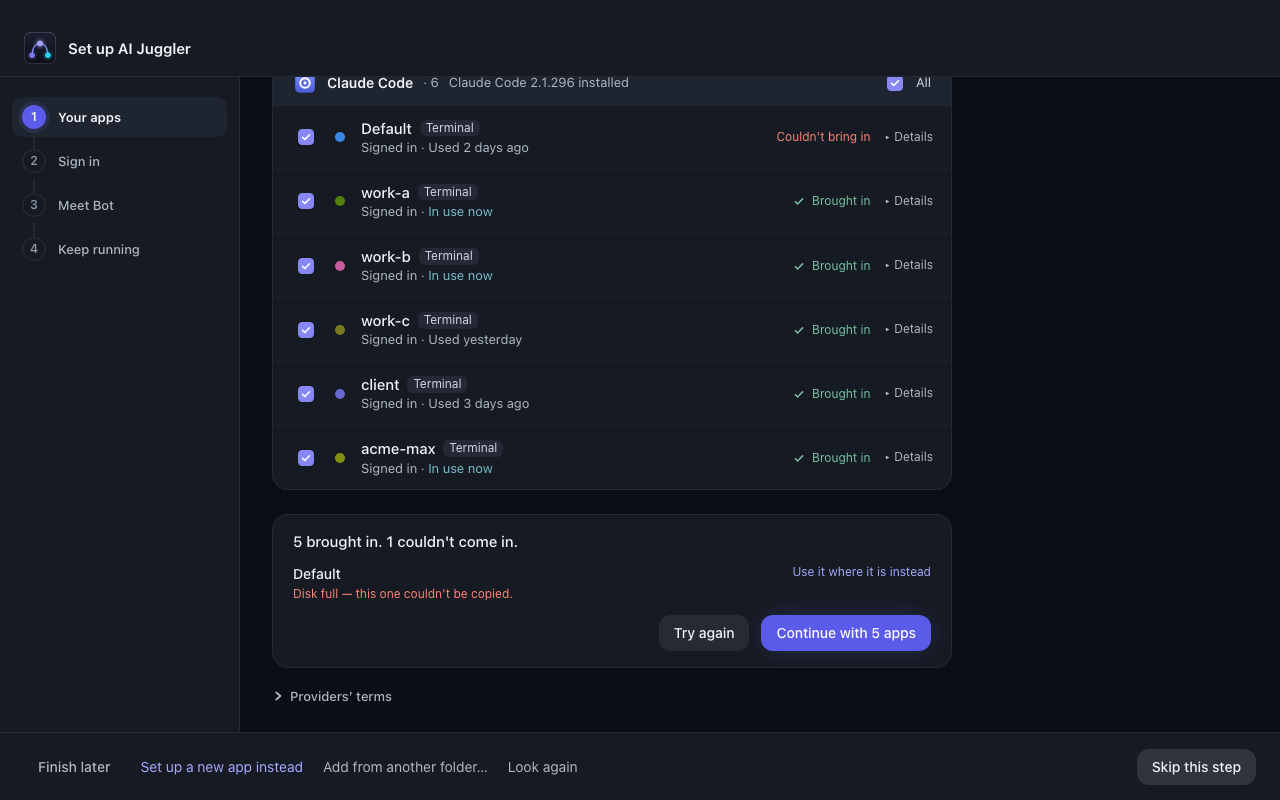 Set up AI Juggler
1 Your apps
2 Sign in
3 Meet Bot
4 Keep running
Claude Code · 6 Claude Code 2.1.296 installed All
Default Terminal
Signed in · Used 2 days ago
Couldn't bring in Details
work-a Terminal
Signed in · In use now
Brought in Details
work-b Terminal
Signed in · In use now
Brought in Details
work-c Terminal
Signed in · Used yesterday
Brought in Details
client Terminal
Signed in · Used 3 days ago
Brought in Details
acme-max Terminal
Signed in · In use now
Brought in Details
5 brought in. 1 couldn't come in.
Default
Use it where it is instead
Disk full — this one couldn't be copied.
Try again Continue with 5 apps
Providers’ terms
Finish later Set up a new app instead Add from another folder... Look again Skip this step